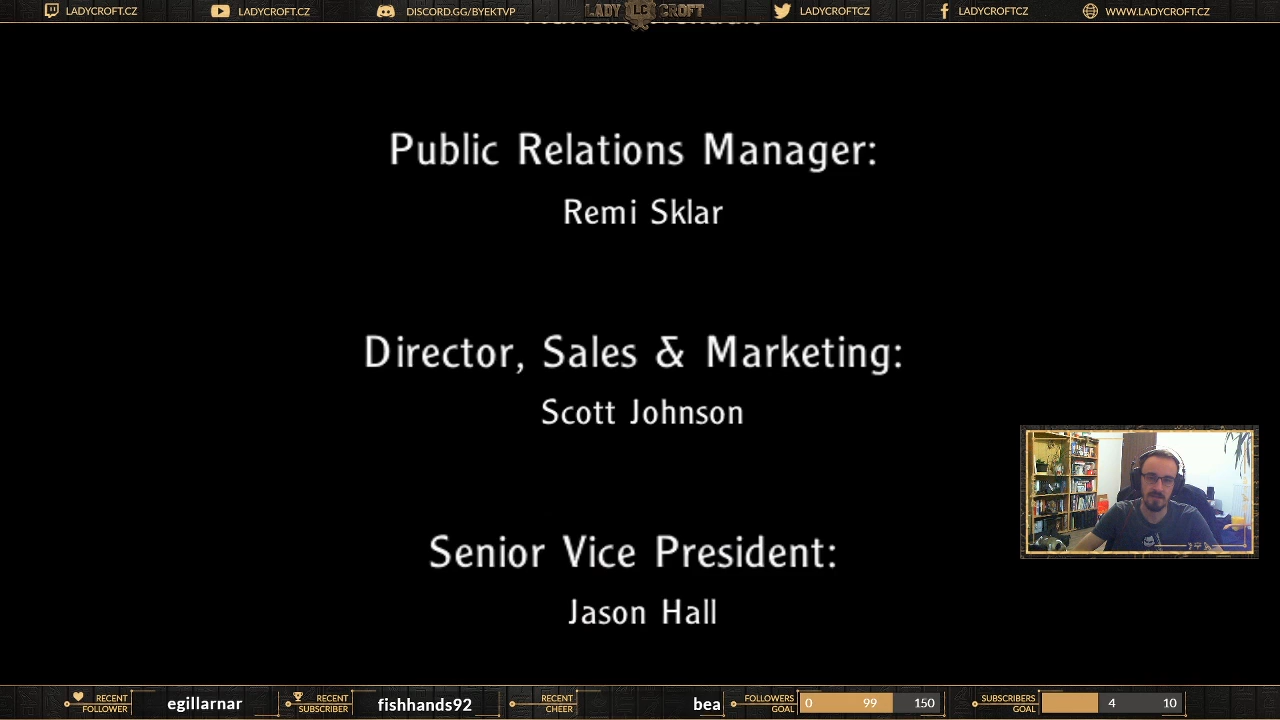 LADYCROFT.CZ
LADYCROFT.CZ
DISCORD.GG/BYEKTVP
LADY LC CROFT
LADYCROFTCZ
LADYCROFTCZ
WWW.LADYCROFT.CZ
Public Relations Manager:
Remi Sklar
Director, Sales & Marketing:
Scott Johnson
Senior Vice President:
Jason Hall
RECENT
FOLLOWER
egillarnar
RECENT
SUBSCRIBER
fishhands92
RECENT
CHEER
bea
FOLLOWERS
GOAL
0 99 150
SUBSCRIBERS
GOAL
4 10